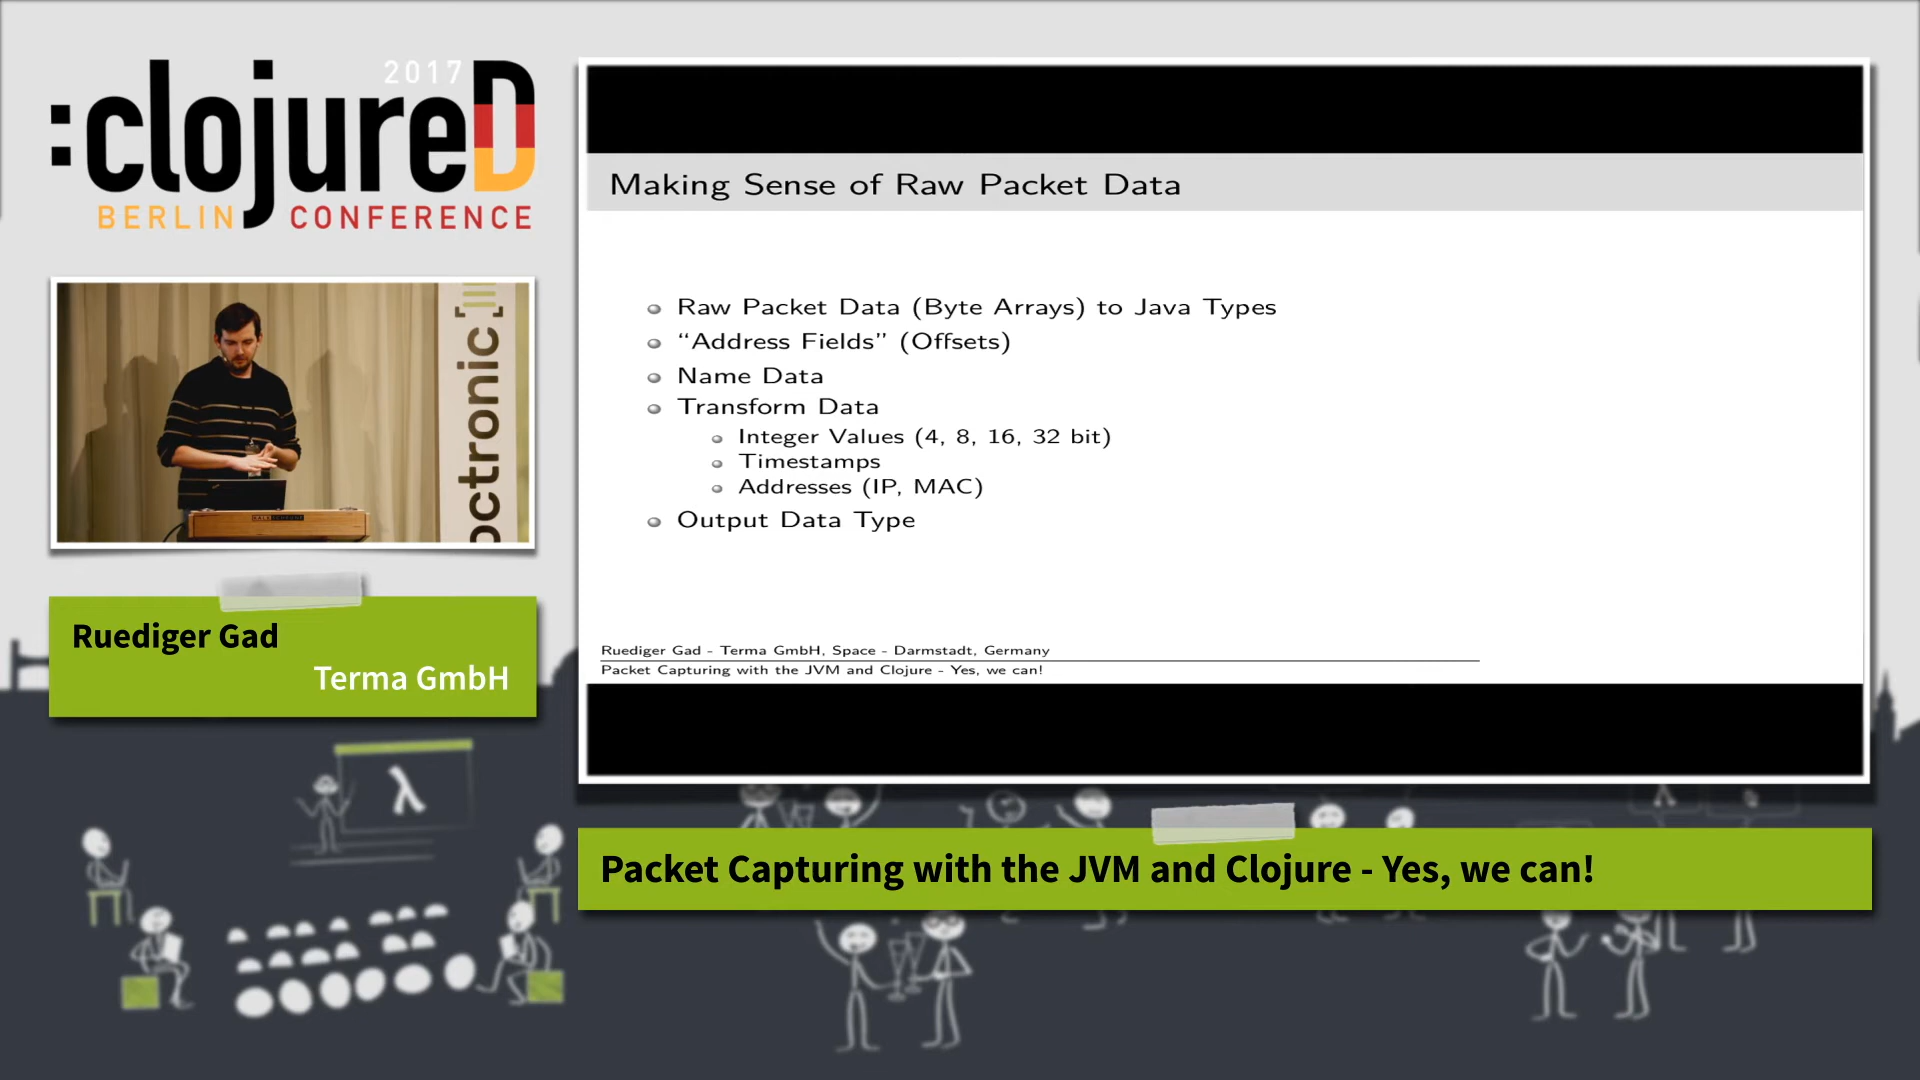 2017
:clojureD
BERLIN CONFERENCE
octronic
Ruediger Gad
Terma GmbH
Making Sense of Raw Packet Data
Raw Packet Data (Byte Arrays) to Java Types
“Address Fields” (Offsets)
Name Data
Transform Data
Integer Values (4, 8, 16, 32 bit)
Timestamps
Addresses (IP, MAC)
Output Data Type
Ruediger Gad - Terma GmbH, Space - Darmstadt, Germany
Packet Capturing with the JVM and Clojure - Yes, we can!
λ
Packet Capturing with the JVM and Clojure - Yes, we can!